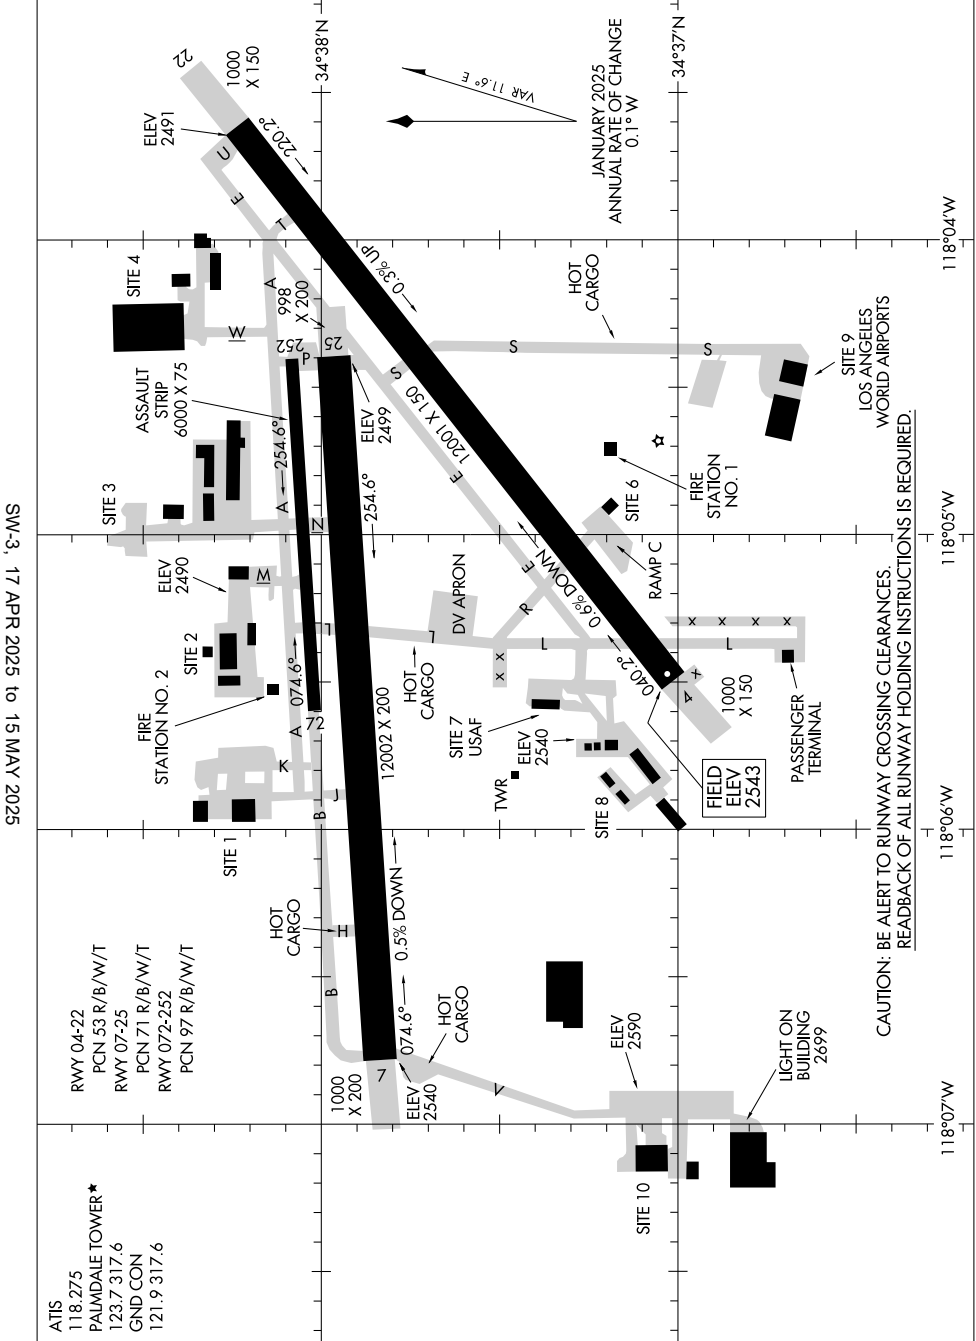 ATIS
118.275
PALMDALE TOWER★
123.7 317.6
GND CON
121.9 317.6
RWY 04-22
PCN 53 R/B/W/T
RWY 07-25
PCN 71 R/B/W/T
RWY 072-252
PCN 97 R/B/W/T
SITE 1
FIRE
STATION NO. 2
SITE 2
ELEV
2490
SITE 3
ASSAULT
STRIP
6000 X 75
SITE 4
ELEV
2491
22
1000
X 150
U
E
T
220.2°
A
998
X 200
W
252
P
25
254.6°
A
N
M
ELEV
2499
S
254.6°
0.3% UP
12001 X 150
E
E
0.6% DOWN
R
L
L
L
DV APRON
HOT
CARGO
074.6°
A
72
K
J
B
12002 X 200
HOT
CARGO
H
B
0.5% DOWN
074.6°
7
1000
X 200
ELEV
2540
HOT
CARGO
V
ELEV
2590
SITE 10
LIGHT ON
BUILDING
2699
TWR
SITE 7
USAF
ELEV
2540
SITE 8
FIELD
ELEV
2543
040.2°
4
X
1000
X 150
x x
x x x x
PASSENGER
TERMINAL
RAMP C
SITE 6
FIRE
STATION
NO. 1
HOT
CARGO
S
S
SITE 9
LOS ANGELES
WORLD AIRPORTS
VAR 11.6° E
JANUARY 2025
ANNUAL RATE OF CHANGE
0.1° W
34°38'N
34°37'N
118°04'W
118°05'W
118°06'W
118°07'W
CAUTION: BE ALERT TO RUNWAY CROSSING CLEARANCES.
READBACK OF ALL RUNWAY HOLDING INSTRUCTIONS IS REQUIRED.
SW-3, 17 APR 2025 to 15 MAY 2025